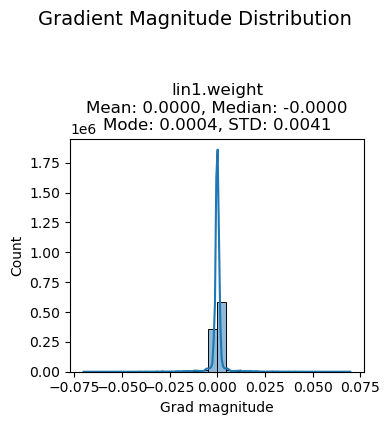 Gradient Magnitude Distribution
lin1.weight
Mean: 0.0000, Median: -0.0000
Mode: 0.0004, STD: 0.0041
1e6
1.75
1.50
1.25
1.00
0.75
0.50
0.25
0.00
Count
−0.075 −0.050 −0.025 0.000 0.025 0.050 0.075
Grad magnitude